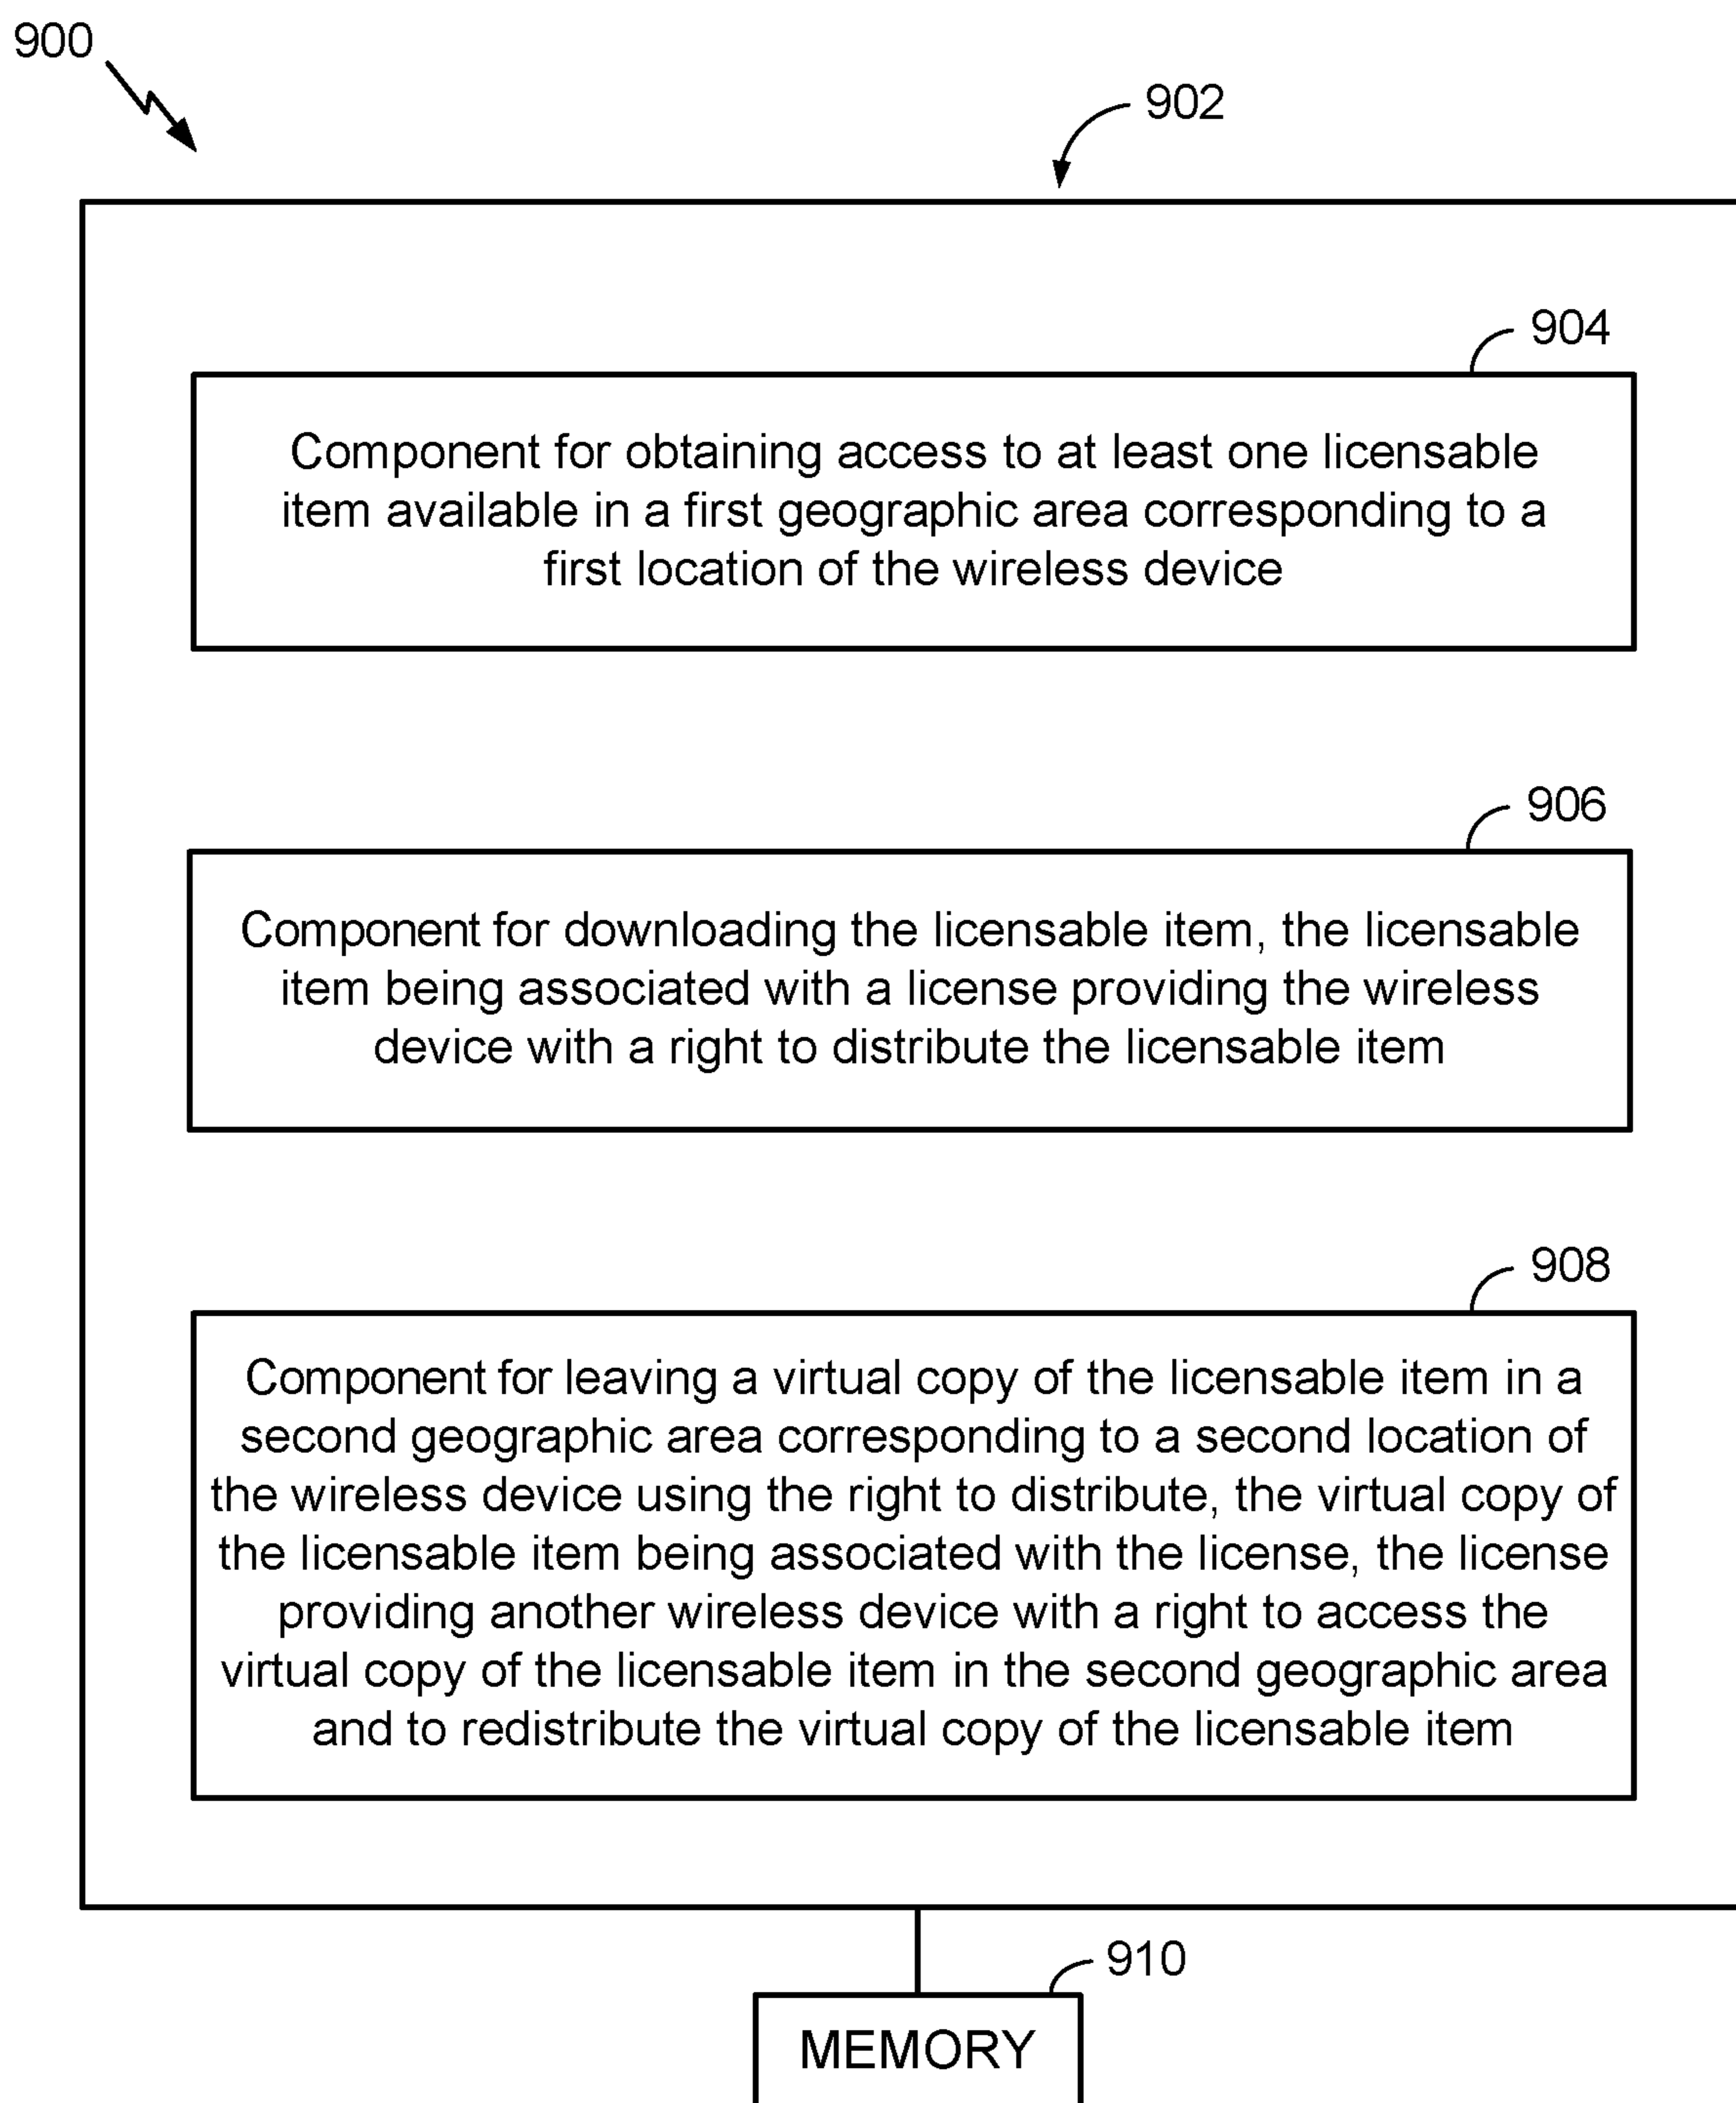 900
902
904
Component for obtaining access to at least one licensable
item available in a first geographic area corresponding to a
first location of the wireless device
906
Component for downloading the licensable item, the licensable
item being associated with a license providing the wireless
device with a right to distribute the licensable item
908
Component for leaving a virtual copy of the licensable item in a
second geographic area corresponding to a second location of
the wireless device using the right to distribute, the virtual copy of
the licensable item being associated with the license, the license
providing another wireless device with a right to access the
virtual copy of the licensable item in the second geographic area
and to redistribute the virtual copy of the licensable item
910
MEMORY